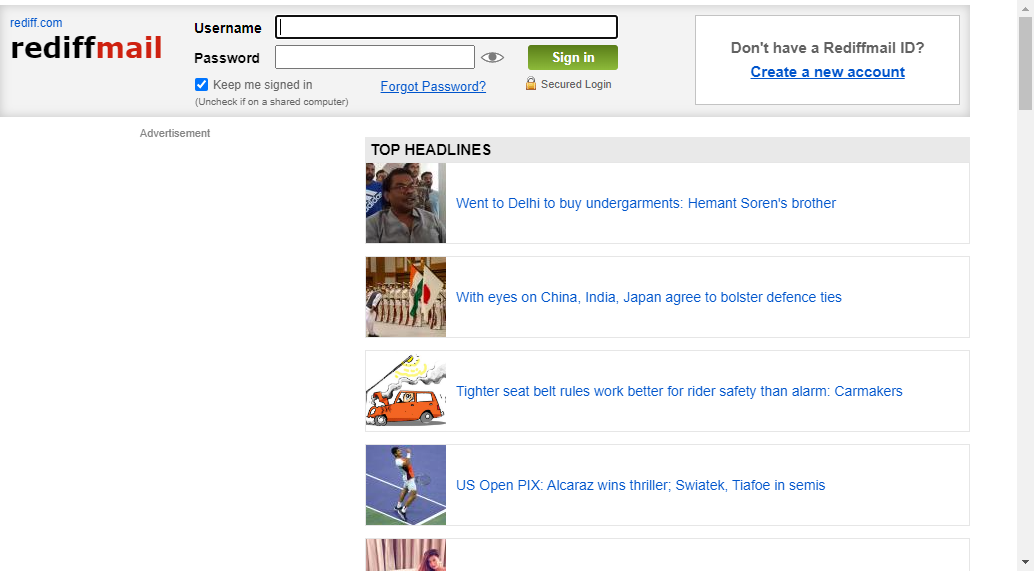 rediff.com
rediffmail
Username
Password
Sign in
Keep me signed in
Forgot Password?
Secured Login
(Uncheck if on a shared computer)
Don't have a Rediffmail ID?
Create a new account
Advertisement
TOP HEADLINES
Went to Delhi to buy undergarments: Hemant Soren's brother
With eyes on China, India, Japan agree to bolster defence ties
Tighter seat belt rules work better for rider safety than alarm: Carmakers
US Open PIX: Alcaraz wins thriller; Swiatek, Tiafoe in semis